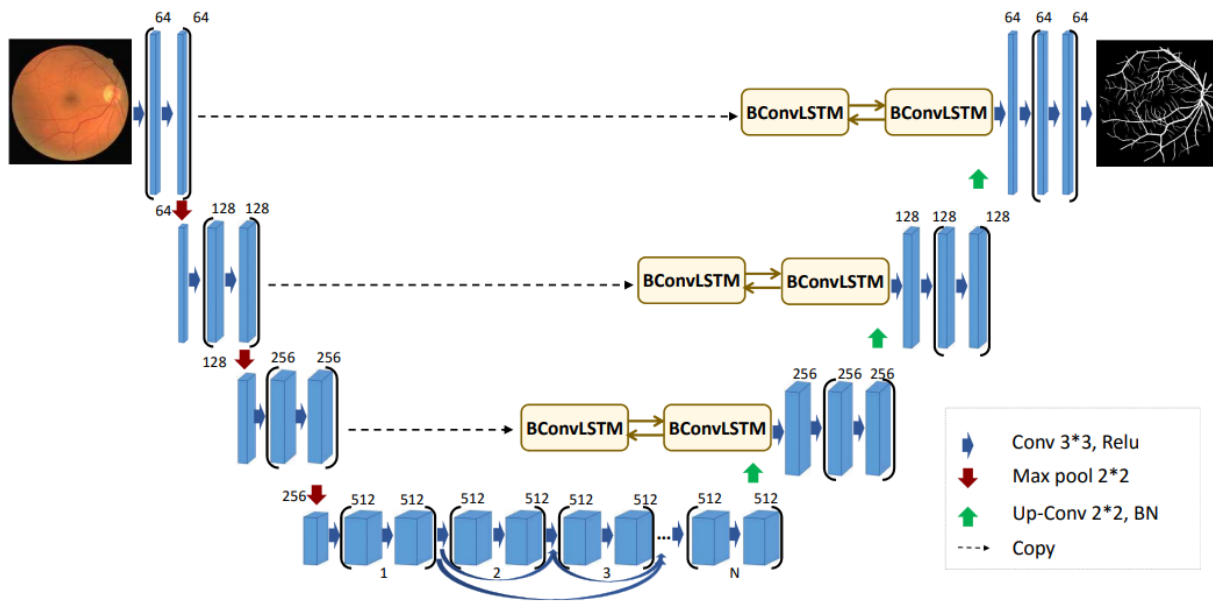 64 64
64 64 64
BConvLSTM BConvLSTM
64 128 128
128 128 128
BConvLSTM BConvLSTM
128 256 256
256 256 256
BConvLSTM BConvLSTM
256 512 512 512 512 512 512 ... 512 512
1 2 3 N
Conv 3*3, Relu
Max pool 2*2
Up-Conv 2*2, BN
Copy